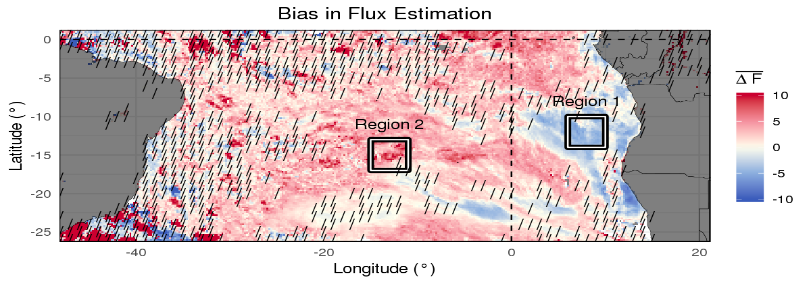 Bias in Flux Estimation
Latitude (°)
0
-5
-10
-15
-20
-25
Region 1
Region 2
-40
-20
0
20
Longitude (°)
Δ F
10
5
0
-5
-10